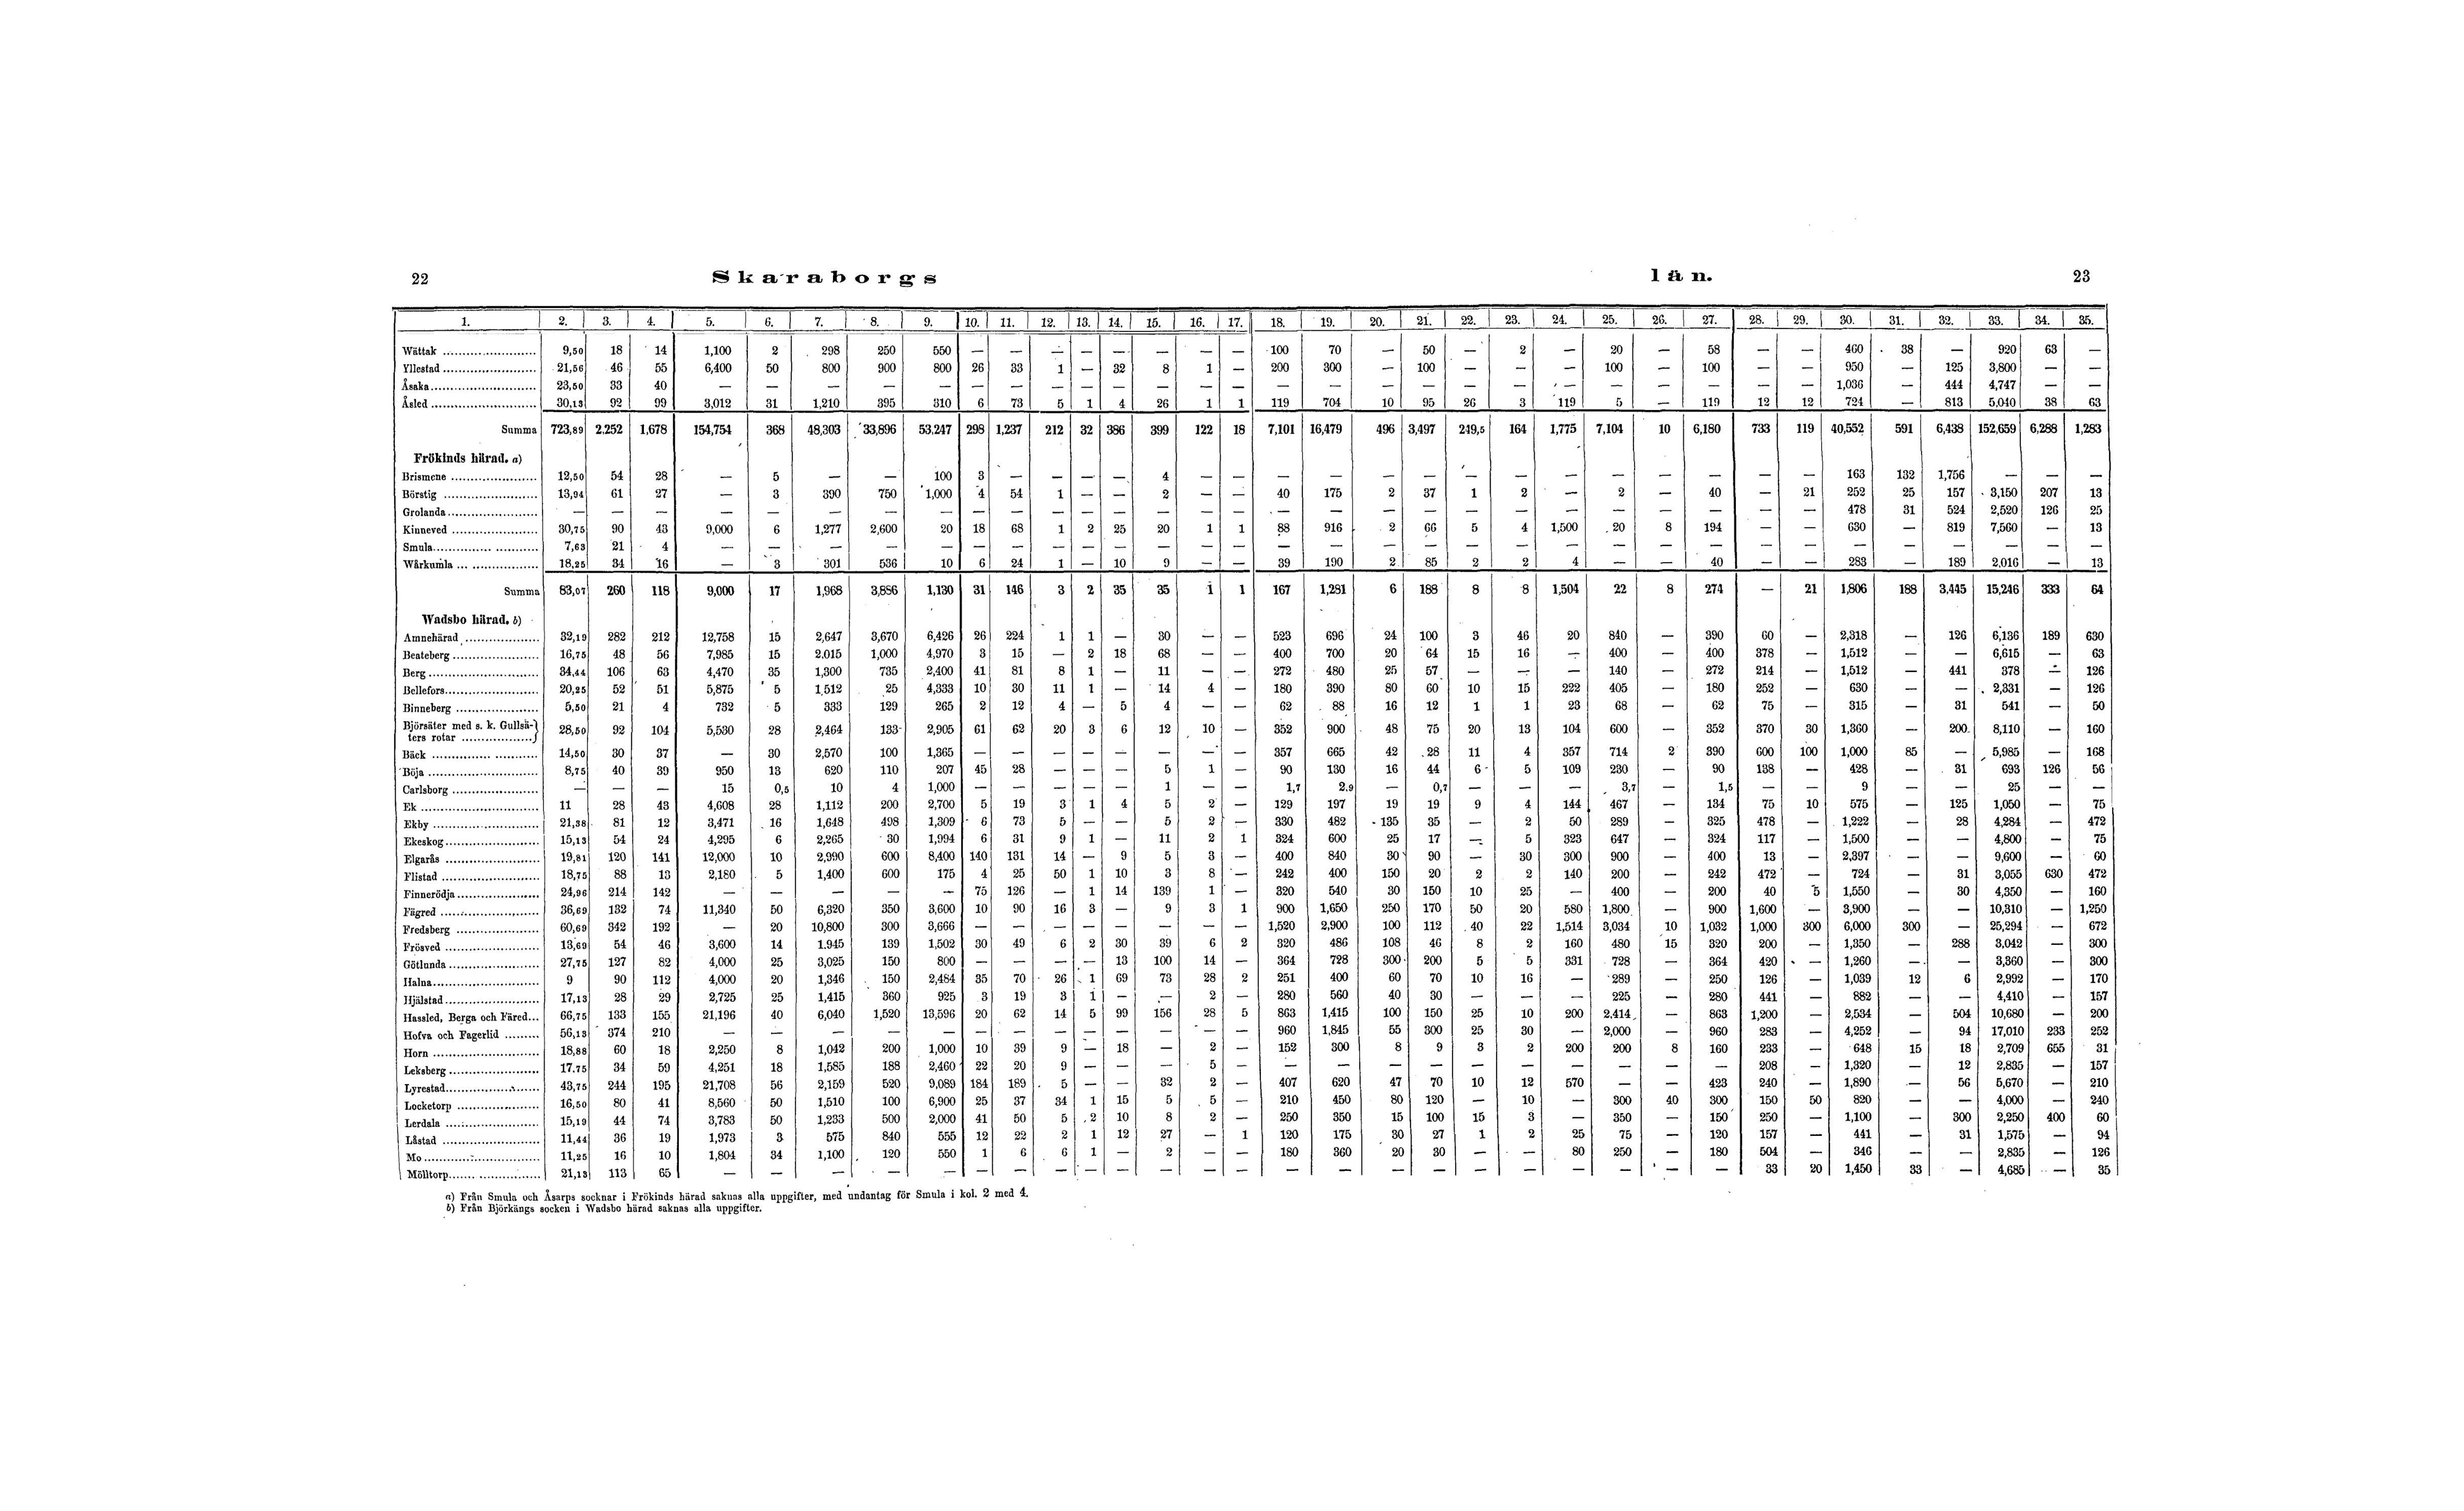 22 Skaraborgs län. 23
1. 2. 3. 4. 5. 6. 7. 8. 9. 10. 11. 12. 13. 14. 15. 16. 17. 18. 19. 20. 21. 22. 23. 24. 25. 26. 27. 28. 29. 30. 31. 32. 33. 34. 35.
Wättak 9,50 18 14 1,100 2 298 250 550 — — — — — — — — 100 70 — 50 — 2 — 20 — 58 — — 460 38 — 920 63 —
Yllestad 21,56 46 55 6,400 50 800 900 800 26 33 1 — 32 8 1 — 200 300 — 100 — — — 100 — 100 — — 950 — 125 3,800 — —
Åsaka 23,50 33 40 — — — — — — — — — — — — — — — — — — — — — — — — — 1,036 — 444 4,747 — —
Åsled 30,13 92 99 3,012 31 1,210 395 310 6 73 5 1 4 26 1 1 119 704 10 95 26 3 119 5 — 119 12 12 724 — 813 5,040 38 63
Summa 723,89 2.252 1,678 154,754 368 48,303 33,896 53,247 298 1,237 212 32 386 399 122 18 7,101 16,479 496 3,497 249,5 164 1,775 7,104 10 6,180 733 119 40,552 591 6,438 152,659 6,288 1,283
Frökinds härad. a)
Brismene 12,50 54 28 — 5 — — 100 3 — — — — 4 — — — — — — — — — — — — — — 163 132 1,756 — — —
Börstig 13,94 61 27 — 3 390 750 1,000 4 54 1 — — 2 — — 40 175 2 37 1 2 — 2 — 40 — 21 252 25 157 3,150 207 13
Grolanda — — — — — — — — — — — — — — — — — — — — — — — — — — — — 478 31 524 2,520 126 25
Kinneved 30,75 90 43 9,000 6 1,277 2,600 20 18 68 1 2 25 20 1 1 88 916 2 66 5 4 1,500 20 8 194 — — 630 — 819 7,560 — 13
Smula 7,63 21 4 — — — — — — — — — — — — — — — — — — — — — — — — — — — — — — —
Wårkumla 18,25 34 16 — 3 301 536 10 6 24 1 — 10 9 — — 39 190 2 85 2 2 4 — — 40 — — 283 — 189 2,016 — 13
Summa 83,07 260 118 9,000 17 1,968 3,886 1,130 31 146 3 2 35 35 1 1 167 1,281 6 188 8 8 1,504 22 8 274 — 21 1,806 188 3,445 15,246 333 64
Wadsbo härad. b)
Amnehärad 32,19 282 212 12,758 15 2,647 3,670 6,426 26 224 1 1 — 30 — — 523 696 24 100 3 46 20 840 — 390 60 — 2,318 — 126 6,136 189 630
Beateberg 16,75 48 56 7,985 15 2.015 1,000 4,970 3 15 — 2 18 68 — — 400 700 20 64 15 16 — 400 — 400 378 — 1,512 — — 6,615 — 63
Berg 34,44 106 63 4,470 35 1,300 735 2,400 41 81 8 1 — 11 — — 272 480 25 57 — — — 140 — 272 214 — 1,512 — 441 378 — 126
Bellefors 20,25 52 51 5,875 5 1,512 25 4,333 10 30 11 1 — 14 4 — 180 390 80 60 10 15 222 405 — 180 252 — 630 — — 2,331 — 126
Binneberg 5,50 21 4 732 5 333 129 265 2 12 4 — 5 4 — — 62 88 16 12 1 1 23 68 — 62 75 — 315 — 31 541 — 50
Björsäter med s. k. Gullsä-
ters rotar 28,50 92 104 5,530 28 2,464 133 2,905 61 62 20 3 6 12 10 — 352 900 48 75 20 13 104 600 — 352 370 30 1,360 — 200 8,110 — 160
Bäck 14,50 30 37 — 30 2,570 100 1,365 — — — — — — — — 357 665 42 28 11 4 357 714 2 390 600 100 1,000 85 — 5,985 — 168
Böja 8,75 40 39 950 13 620 110 207 45 28 — — — 5 1 — 90 130 16 44 6 5 109 230 — 90 138 — 428 — 31 693 126 56
Carlsborg — — — 15 0,5 10 4 1,000 — — — — — 1 — — 1,7 2.9 — 0,7 — — — 3,7 — 1,5 — — 9 — — 25 — —
Ek 11 28 43 4,608 28 1,112 200 2,700 5 19 3 1 4 5 2 — 129 197 19 19 9 4 144 467 — 134 75 10 575 — 125 1,050 — 75
Ekby 21,38 81 12 3,471 16 1,648 498 1,309 6 73 5 — — 5 2 — 330 482 135 35 — 2 50 289 — 325 478 — 1,222 — 28 4,284 — 472
Ekeskog 15,13 54 24 4,295 6 2,265 30 1,994 6 31 9 1 — 11 2 1 324 600 25 17 — 5 323 647 — 324 117 — 1,500 — — 4,800 — 75
Elgarås 19,81 120 141 12,000 10 2,990 600 8,400 140 131 14 — 9 5 3 — 400 840 30 90 — 30 300 900 — 400 13 — 2,397 — — 9,600 — 60
Flistad 18,75 88 13 2,180 5 1,400 600 175 4 25 50 1 10 3 8 — 242 400 150 20 2 2 140 200 — 242 472 — 724 — 31 3,055 630 472
Finnerödja 24,96 214 142 — — — — — 75 126 — 1 14 139 1 — 320 540 30 150 10 25 — 400 — 200 40 5 1,550 — 30 4,350 — 160
Fägred 36,69 132 74 11,340 50 6,320 350 3,600 10 90 16 3 — 9 3 1 900 1,650 250 170 50 20 580 1,800 — 900 1,600 — 3,900 — — 10,310 — 1,250
Fredsberg 60,69 342 192 — 20 10,800 300 3,666 — — — — — — — — 1,520 2,900 100 112 40 22 1,514 3,034 10 1,032 1,000 300 6,000 300 — 25,294 — 672
Frösved 13,69 54 46 3,600 14 1.945 139 1,502 30 49 6 2 30 39 6 2 320 486 108 46 8 2 160 480 15 320 200 — 1,350 — 288 3,042 — 300
Götlunda 27,75 127 82 4,000 25 3,025 150 800 — — — — 13 100 14 — 364 728 300 200 5 5 331 728 — 364 420 — 1,260 — — 3,360 — 300
Halna 9 90 112 4,000 20 1,346 150 2,484 35 70 26 1 69 73 28 2 251 400 60 70 10 16 — 289 — 250 126 — 1,039 12 6 2,992 — 170
Hjälstad 17,13 28 29 2,725 25 1,415 360 925 3 19 3 1 — — 2 — 280 560 40 30 — — — 225 — 280 441 — 882 — — 4,410 — 157
Hassled, Berga och Färed... 66,75 133 155 21,196 40 6,040 1,520 13,596 20 62 14 5 99 156 28 5 863 1,415 100 150 25 10 200 2.414 — 863 1,200 — 2,534 — 504 10,680 — 200
Hofva och Fagerlid 56,13 374 210 — — — — — — — — — — — — — 960 1,845 55 300 25 30 — 2,000 — 960 283 — 4,252 — 94 17,010 233 252
Horn 18,88 60 18 2,250 8 1,042 200 1,000 10 39 9 — 18 — 2 — 152 300 8 9 3 2 200 200 8 160 233 — 648 15 18 2,709 655 31
Leksberg 17.75 34 59 4,251 18 1,585 188 2,460 22 20 9 — — — 5 — — — — — — — — — — — 208 — 1,320 — 12 2,835 — 157
Lyrestad 43,75 244 195 21,708 56 2,159 520 9,089 184 189 5 — — 32 2 — 407 620 47 70 10 12 570 — — 423 240 — 1,890 — 56 5,670 — 210
Locketorp 16,50 80 41 8,560 50 1,510 100 6,900 25 37 34 1 15 5 5 — 210 450 80 120 — 10 — 300 40 300 150 50 820 — — 4,000 — 240
Lerdala 15,19 44 74 3,783 50 1,233 500 2,000 41 50 5 2 10 8 2 — 250 350 15 100 15 3 — 350 — 150 250 — 1,100 — 300 2,250 400 60
Låstad 11,44 36 19 1,973 3 575 840 555 12 22 2 1 12 27 — 1 120 175 30 27 1 2 25 75 — 120 157 — 441 — 31 1,575 — 94
Mo 11,25 16 10 1,804 34 1,100 120 550 1 6 6 1 — 2 — — 180 360 20 30 — — 80 250 — 180 504 — 346 — — 2,835 — 126
Mölltorp 21,13 113 65 — — — — — — — — — — — — — — — — — — — — — — — 33 20 1,450 33 — 4,685 — 35
a) Från Smula och Åsarps socknar i Frökinds härad saknas alla uppgifter, med undantag för Smula i kol. 2 med 4.
b) Från Björkängs socken i Wadsbo härad saknas alla uppgifter.